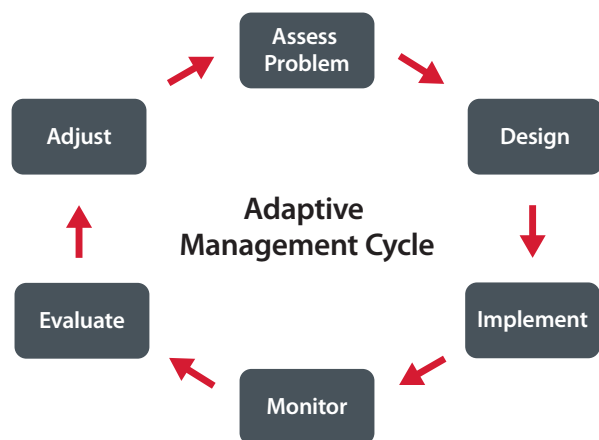 Assess
Problem
Design
Implement
Monitor
Evaluate
Adjust
Adaptive
Management Cycle